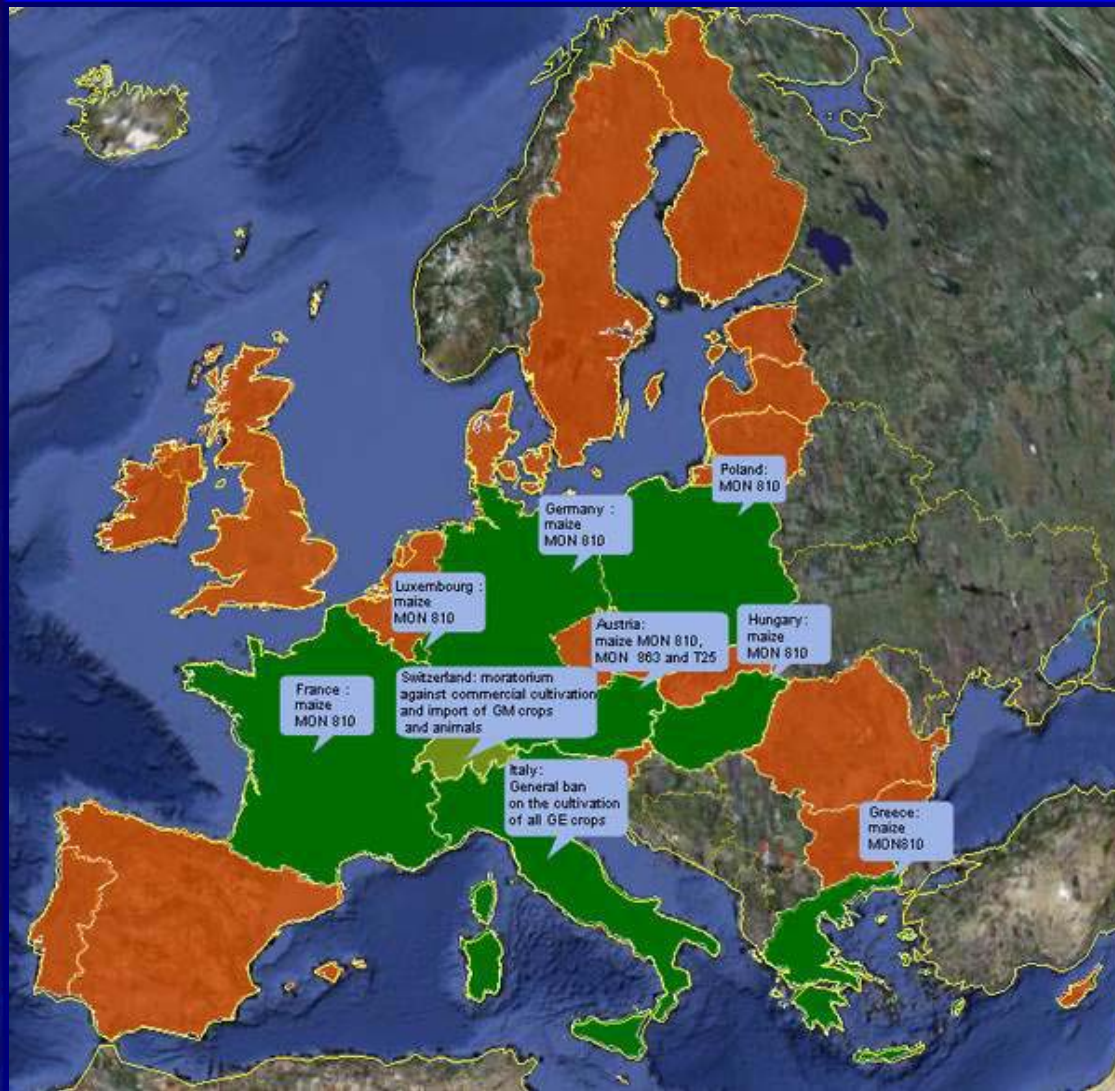 Poland:
MON 810
Germany :
maize
MON 810
Luxembourg :
maize
MON 810
Austria:
maize MON 810,
MON 863 and T25
Hungary:
maize
MON 810
France :
maize
MON 810
Switzerland: moratorium
against commercial cultivation
and import of GM crops
and animals
Italy:
General ban
on the cultivation
of all GE crops
Greece:
maize
MON810